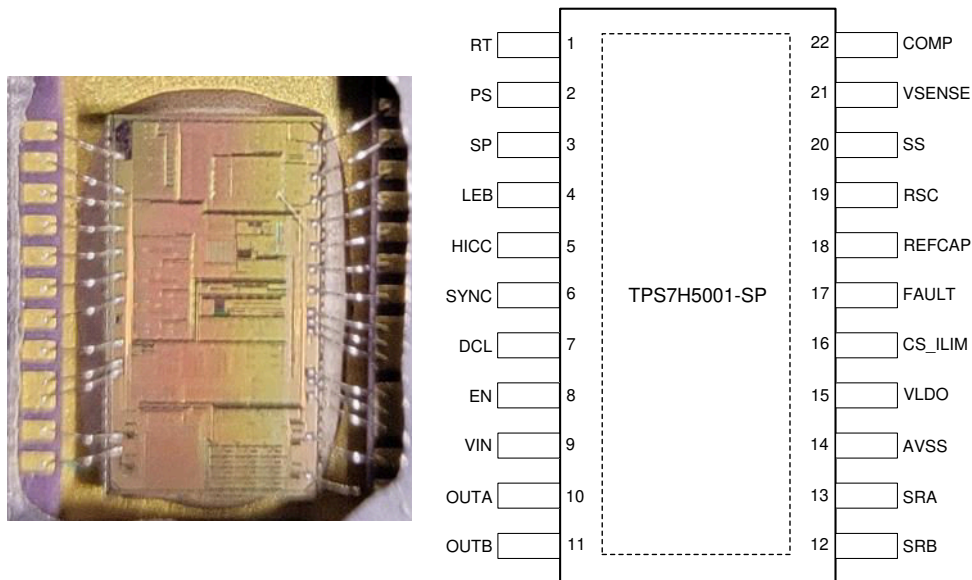 RT 1 22 COMP
PS 2 21 VSENSE
SP 3 20 SS
LEB 4 19 RSC
HICC 5 18 REFCAP
SYNC 6 TPS7H5001-SP 17 FAULT
DCL 7 16 CS_ILIM
EN 8 15 VLDO
VIN 9 14 AVSS
OUTA 10 13 SRA
OUTB 11 12 SRB